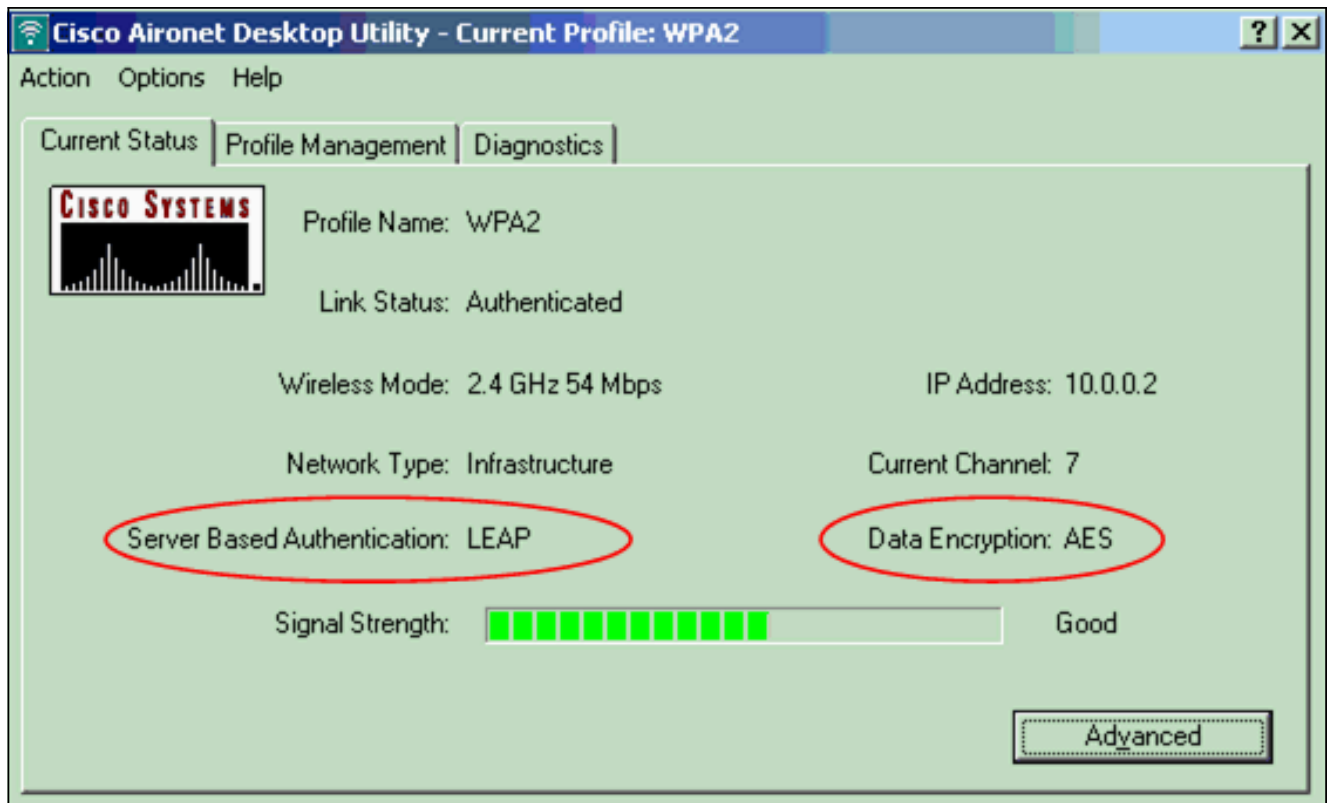 Cisco Aironet Desktop Utility - Current Profile: WPA2
Action Options Help
Current Status Profile Management Diagnostics
CISCO SYSTEMS
Profile Name: WPA2
Link Status: Authenticated
Wireless Mode: 2.4 GHz 54 Mbps IP Address: 10.0.0.2
Network Type: Infrastructure Current Channel: 7
Server Based Authentication: LEAP Data Encryption: AES
Signal Strength: Good
Advanced